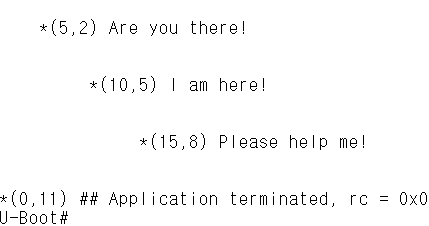 *(5,2) Are you there!
*(10,5) I am here!
*(15,8) Please help me!
*(0,11) ## Application terminated, rc = 0x0
U-Boot#